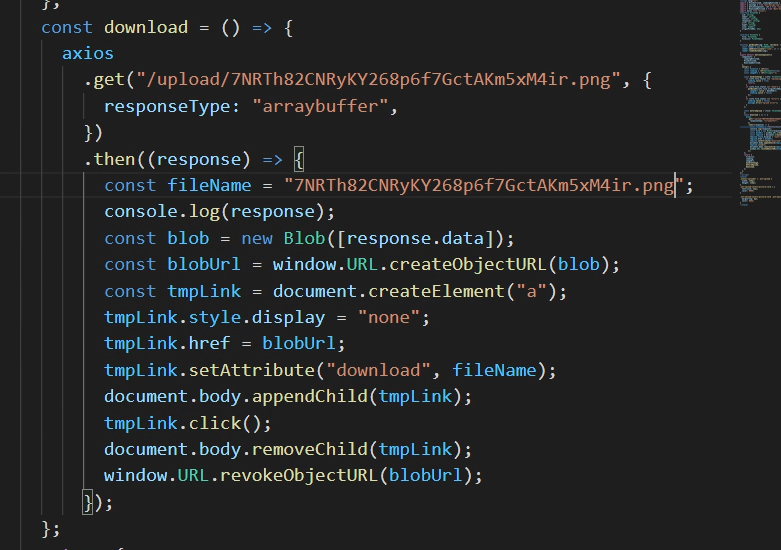 };
const download = () => {
axios
.get("/upload/7NRTh82CNRyKY268p6f7GctAKm5xM4ir.png", {
responseType: "arraybuffer",
})
.then((response) => {
const fileName = "7NRTh82CNRyKY268p6f7GctAKm5xM4ir.png";
console.log(response);
const blob = new Blob([response.data]);
const blobUrl = window.URL.createObjectURL(blob);
const tmpLink = document.createElement("a");
tmpLink.style.display = "none";
tmpLink.href = blobUrl;
tmpLink.setAttribute("download", fileName);
document.body.appendChild(tmpLink);
tmpLink.click();
document.body.removeChild(tmpLink);
window.URL.revokeObjectURL(blobUrl);
});
};